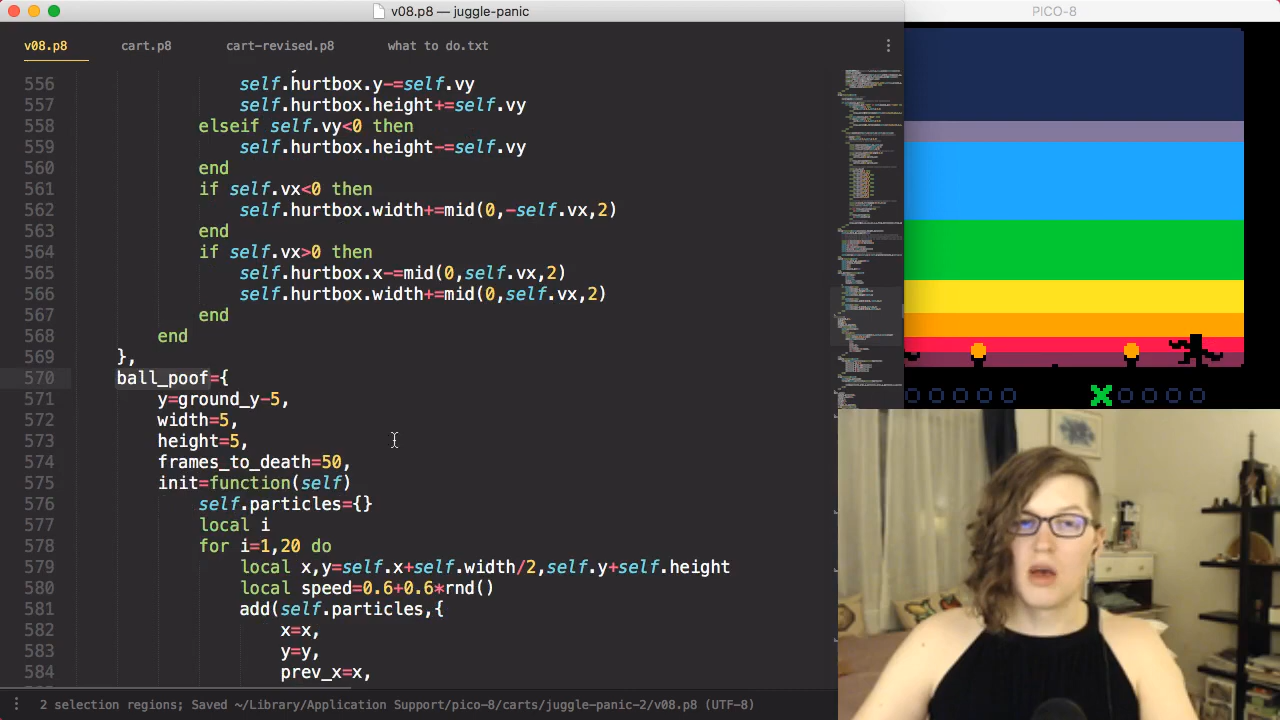 v08.p8 — juggle-panic
PICO-8
v08.p8 cart.p8 cart-revised.p8 what to do.txt
556 self.hurtbox.y-=self.vy
557 self.hurtbox.height+=self.vy
558 elseif self.vy<0 then
559 self.hurtbox.height-=self.vy
560 end
561 if self.vx<0 then
562 self.hurtbox.width+=mid(0,-self.vx,2)
563 end
564 if self.vx>0 then
565 self.hurtbox.x-=mid(0,self.vx,2)
566 self.hurtbox.width+=mid(0,self.vx,2)
567 end
568 end
569 },
570 ball_poof={
571 y=ground_y-5,
572 width=5,
573 height=5,
574 frames_to_death=50,
575 init=function(self)
576 self.particles={}
577 local i
578 for i=1,20 do
579 local x,y=self.x+self.width/2,self.y+self.height
580 local speed=0.6+0.6*rnd()
581 add(self.particles,{
582 x=x,
583 y=y,
584 prev_x=x,
2 selection regions; Saved ~/Library/Application Support/pico-8/carts/juggle-panic-2/v08.p8 (UTF-8)